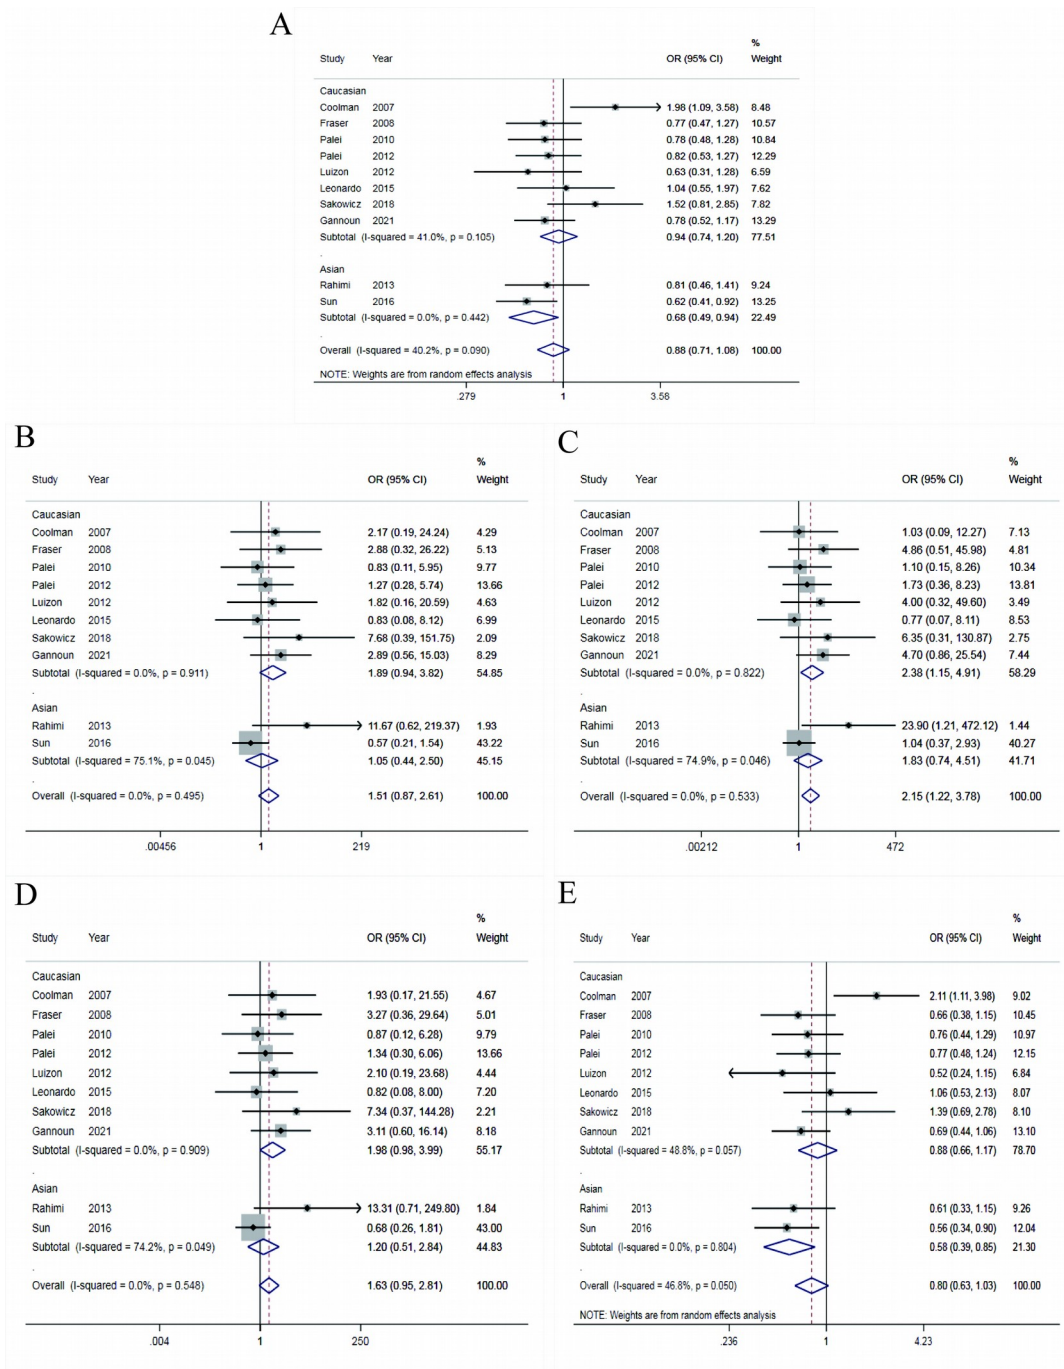 A
%
Study Year OR (95% CI) Weight
Caucasian
Coolman 2007 1.98 (1.09, 3.58) 8.48
Fraser 2008 0.77 (0.47, 1.27) 10.57
Palei 2010 0.78 (0.48, 1.28) 10.84
Palei 2012 0.82 (0.53, 1.27) 12.29
Luizon 2012 0.63 (0.31, 1.28) 6.59
Leonardo 2015 1.04 (0.55, 1.97) 7.62
Sakowicz 2018 1.52 (0.81, 2.85) 7.82
Gannoun 2021 0.78 (0.52, 1.17) 13.29
Subtotal (I-squared = 41.0%, p = 0.105) 0.94 (0.74, 1.20) 77.51
.
Asian
Rahimi 2013 0.81 (0.46, 1.41) 9.24
Sun 2016 0.62 (0.41, 0.92) 13.25
Subtotal (I-squared = 0.0%, p = 0.442) 0.68 (0.49, 0.94) 22.49
.
Overall (I-squared = 40.2%, p = 0.090) 0.88 (0.71, 1.08) 100.00
NOTE: Weights are from random effects analysis
.279 1 3.58
B
%
Study Year OR (95% CI) Weight
Caucasian
Coolman 2007 2.17 (0.19, 24.24) 4.29
Fraser 2008 2.88 (0.32, 26.22) 5.13
Palei 2010 0.83 (0.11, 5.95) 9.77
Palei 2012 1.27 (0.28, 5.74) 13.66
Luizon 2012 1.82 (0.16, 20.59) 4.63
Leonardo 2015 0.83 (0.08, 8.12) 6.99
Sakowicz 2018 7.68 (0.39, 151.75) 2.09
Gannoun 2021 2.89 (0.56, 15.03) 8.29
Subtotal (I-squared = 0.0%, p = 0.911) 1.89 (0.94, 3.82) 54.85
.
Asian
Rahimi 2013 11.67 (0.62, 219.37) 1.93
Sun 2016 0.57 (0.21, 1.54) 43.22
Subtotal (I-squared = 75.1%, p = 0.045) 1.05 (0.44, 2.50) 45.15
.
Overall (I-squared = 0.0%, p = 0.495) 1.51 (0.87, 2.61) 100.00
.00456 1 219
C
%
Study Year OR (95% CI) Weight
Caucasian
Coolman 2007 1.03 (0.09, 12.27) 7.13
Fraser 2008 4.86 (0.51, 45.98) 4.81
Palei 2010 1.10 (0.15, 8.26) 10.34
Palei 2012 1.73 (0.36, 8.23) 13.81
Luizon 2012 4.00 (0.32, 49.60) 3.49
Leonardo 2015 0.77 (0.07, 8.11) 8.53
Sakowicz 2018 6.35 (0.31, 130.87) 2.75
Gannoun 2021 4.70 (0.86, 25.54) 7.44
Subtotal (I-squared = 0.0%, p = 0.822) 2.38 (1.15, 4.91) 58.29
.
Asian
Rahimi 2013 23.90 (1.21, 472.12) 1.44
Sun 2016 1.04 (0.37, 2.93) 40.27
Subtotal (I-squared = 74.9%, p = 0.046) 1.83 (0.74, 4.51) 41.71
.
Overall (I-squared = 0.0%, p = 0.533) 2.15 (1.22, 3.78) 100.00
.00212 1 472
D
%
Study Year OR (95% CI) Weight
Caucasian
Coolman 2007 1.93 (0.17, 21.55) 4.67
Fraser 2008 3.27 (0.36, 29.64) 5.01
Palei 2010 0.87 (0.12, 6.28) 9.79
Palei 2012 1.34 (0.30, 6.06) 13.66
Luizon 2012 2.10 (0.19, 23.68) 4.44
Leonardo 2015 0.82 (0.08, 8.00) 7.20
Sakowicz 2018 7.34 (0.37, 144.28) 2.21
Gannoun 2021 3.11 (0.60, 16.14) 8.18
Subtotal (I-squared = 0.0%, p = 0.909) 1.98 (0.98, 3.99) 55.17
.
Asian
Rahimi 2013 13.31 (0.71, 249.80) 1.84
Sun 2016 0.68 (0.26, 1.81) 43.00
Subtotal (I-squared = 74.2%, p = 0.049) 1.20 (0.51, 2.84) 44.83
.
Overall (I-squared = 0.0%, p = 0.548) 1.63 (0.95, 2.81) 100.00
.004 1 250
E
%
Study Year OR (95% CI) Weight
Caucasian
Coolman 2007 2.11 (1.11, 3.98) 9.02
Fraser 2008 0.66 (0.38, 1.15) 10.45
Palei 2010 0.76 (0.44, 1.29) 10.97
Palei 2012 0.77 (0.48, 1.24) 12.15
Luizon 2012 0.52 (0.24, 1.15) 6.84
Leonardo 2015 1.06 (0.53, 2.13) 8.07
Sakowicz 2018 1.39 (0.69, 2.78) 8.10
Gannoun 2021 0.69 (0.44, 1.06) 13.10
Subtotal (I-squared = 48.8%, p = 0.057) 0.88 (0.66, 1.17) 78.70
.
Asian
Rahimi 2013 0.61 (0.33, 1.15) 9.26
Sun 2016 0.56 (0.34, 0.90) 12.04
Subtotal (I-squared = 0.0%, p = 0.804) 0.58 (0.39, 0.85) 21.30
.
Overall (I-squared = 46.8%, p = 0.050) 0.80 (0.63, 1.03) 100.00
NOTE: Weights are from random effects analysis
.236 1 4.23